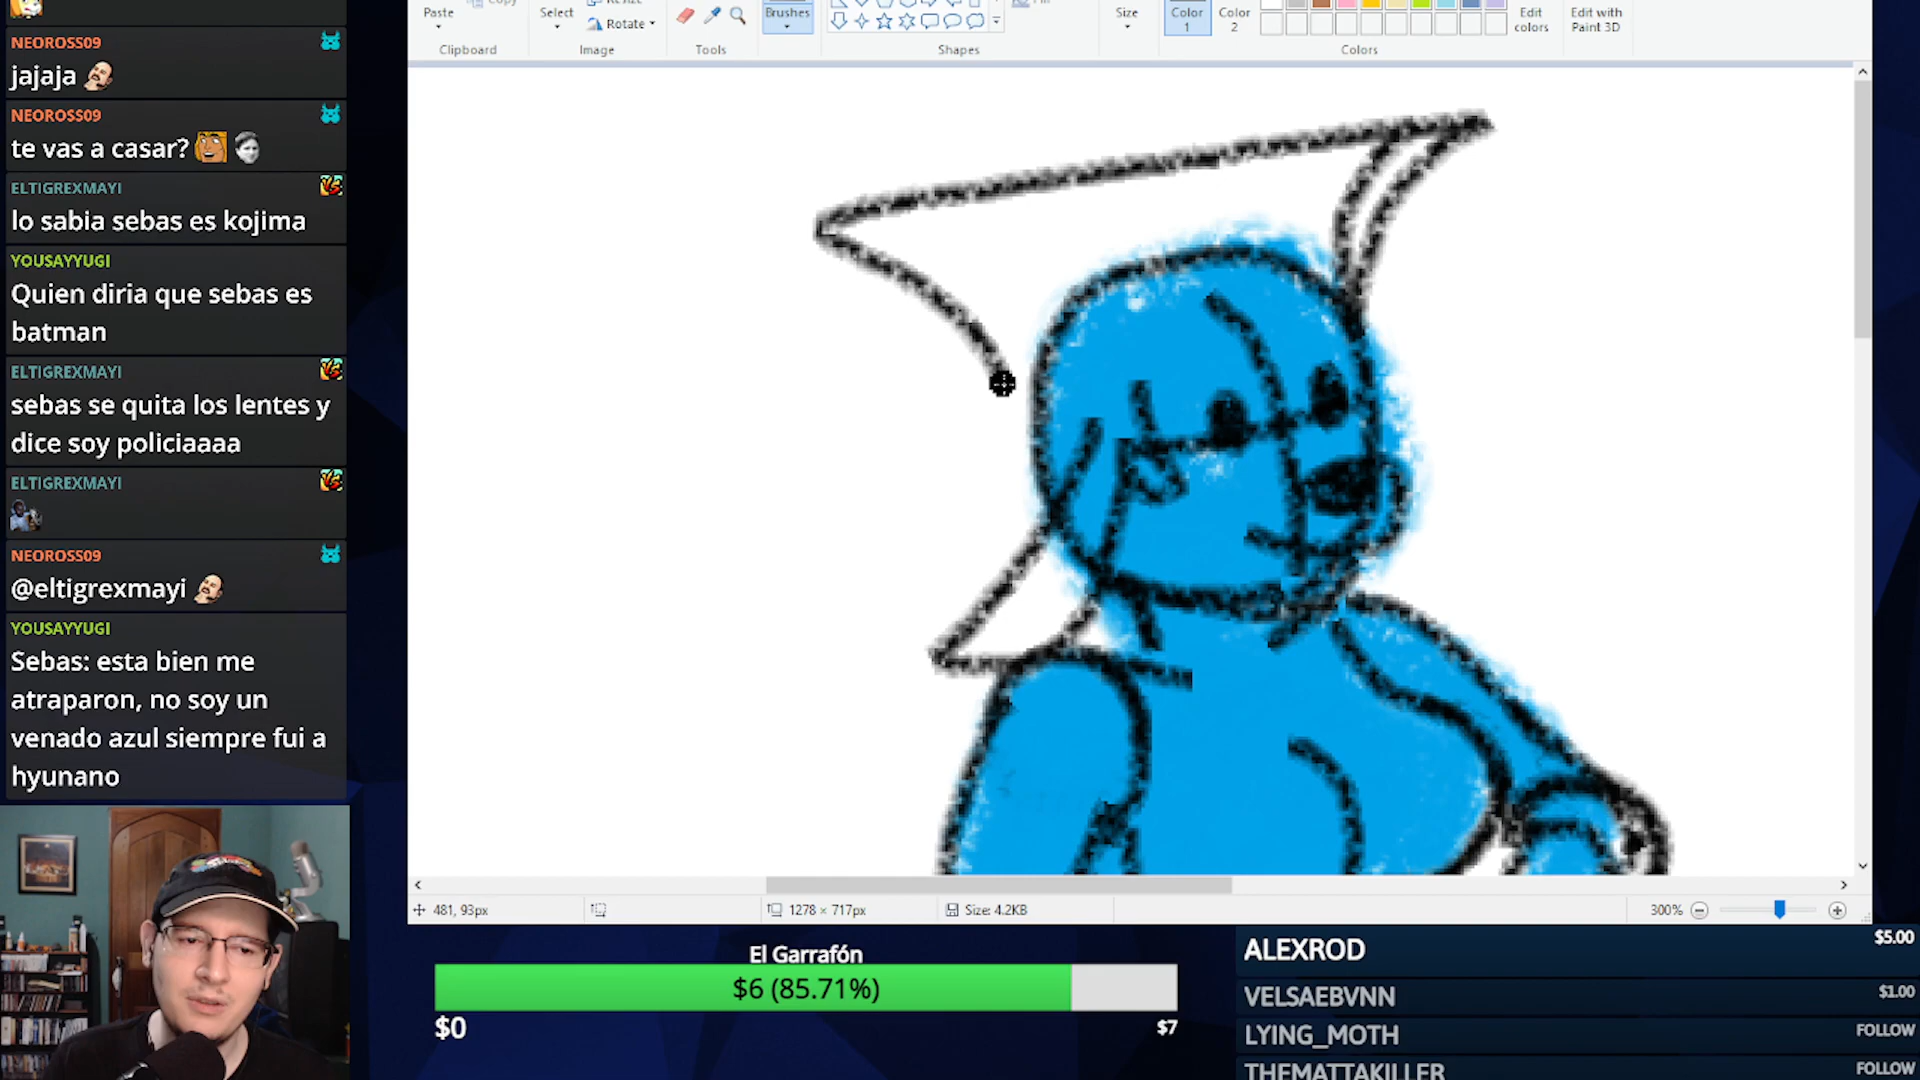 NEOROSS09
jajaja
NEOROSS09
te vas a casar?
ELTIGREXMAYI
lo sabia sebas es kojima
YOUSAYYUGI
Quien diria que sebas es
batman
ELTIGREXMAYI
sebas se quita los lentes y
dice soy policiaaaa
ELTIGREXMAYI
NEOROSS09
@eltigrexmayi
YOUSAYYUGI
Sebas: esta bien me
atraparon, no soy un
venado azul siempre fui a
hyunano
Paste
Copy
Clipboard
Select
Resize
Rotate
Image
Tools
Brushes
Shapes
Fill
Size
Color
1
Color
2
Edit
colors
Colors
Edit with
Paint 3D
481, 93px
1278 × 717px
Size: 4.2KB
300%
El Garrafón
$6 (85.71%)
$0
$7
ALEXROD
$5.00
VELSAEBVNN
$1.00
LYING_MOTH
FOLLOW
THEMATTAKILLER
FOLLOW